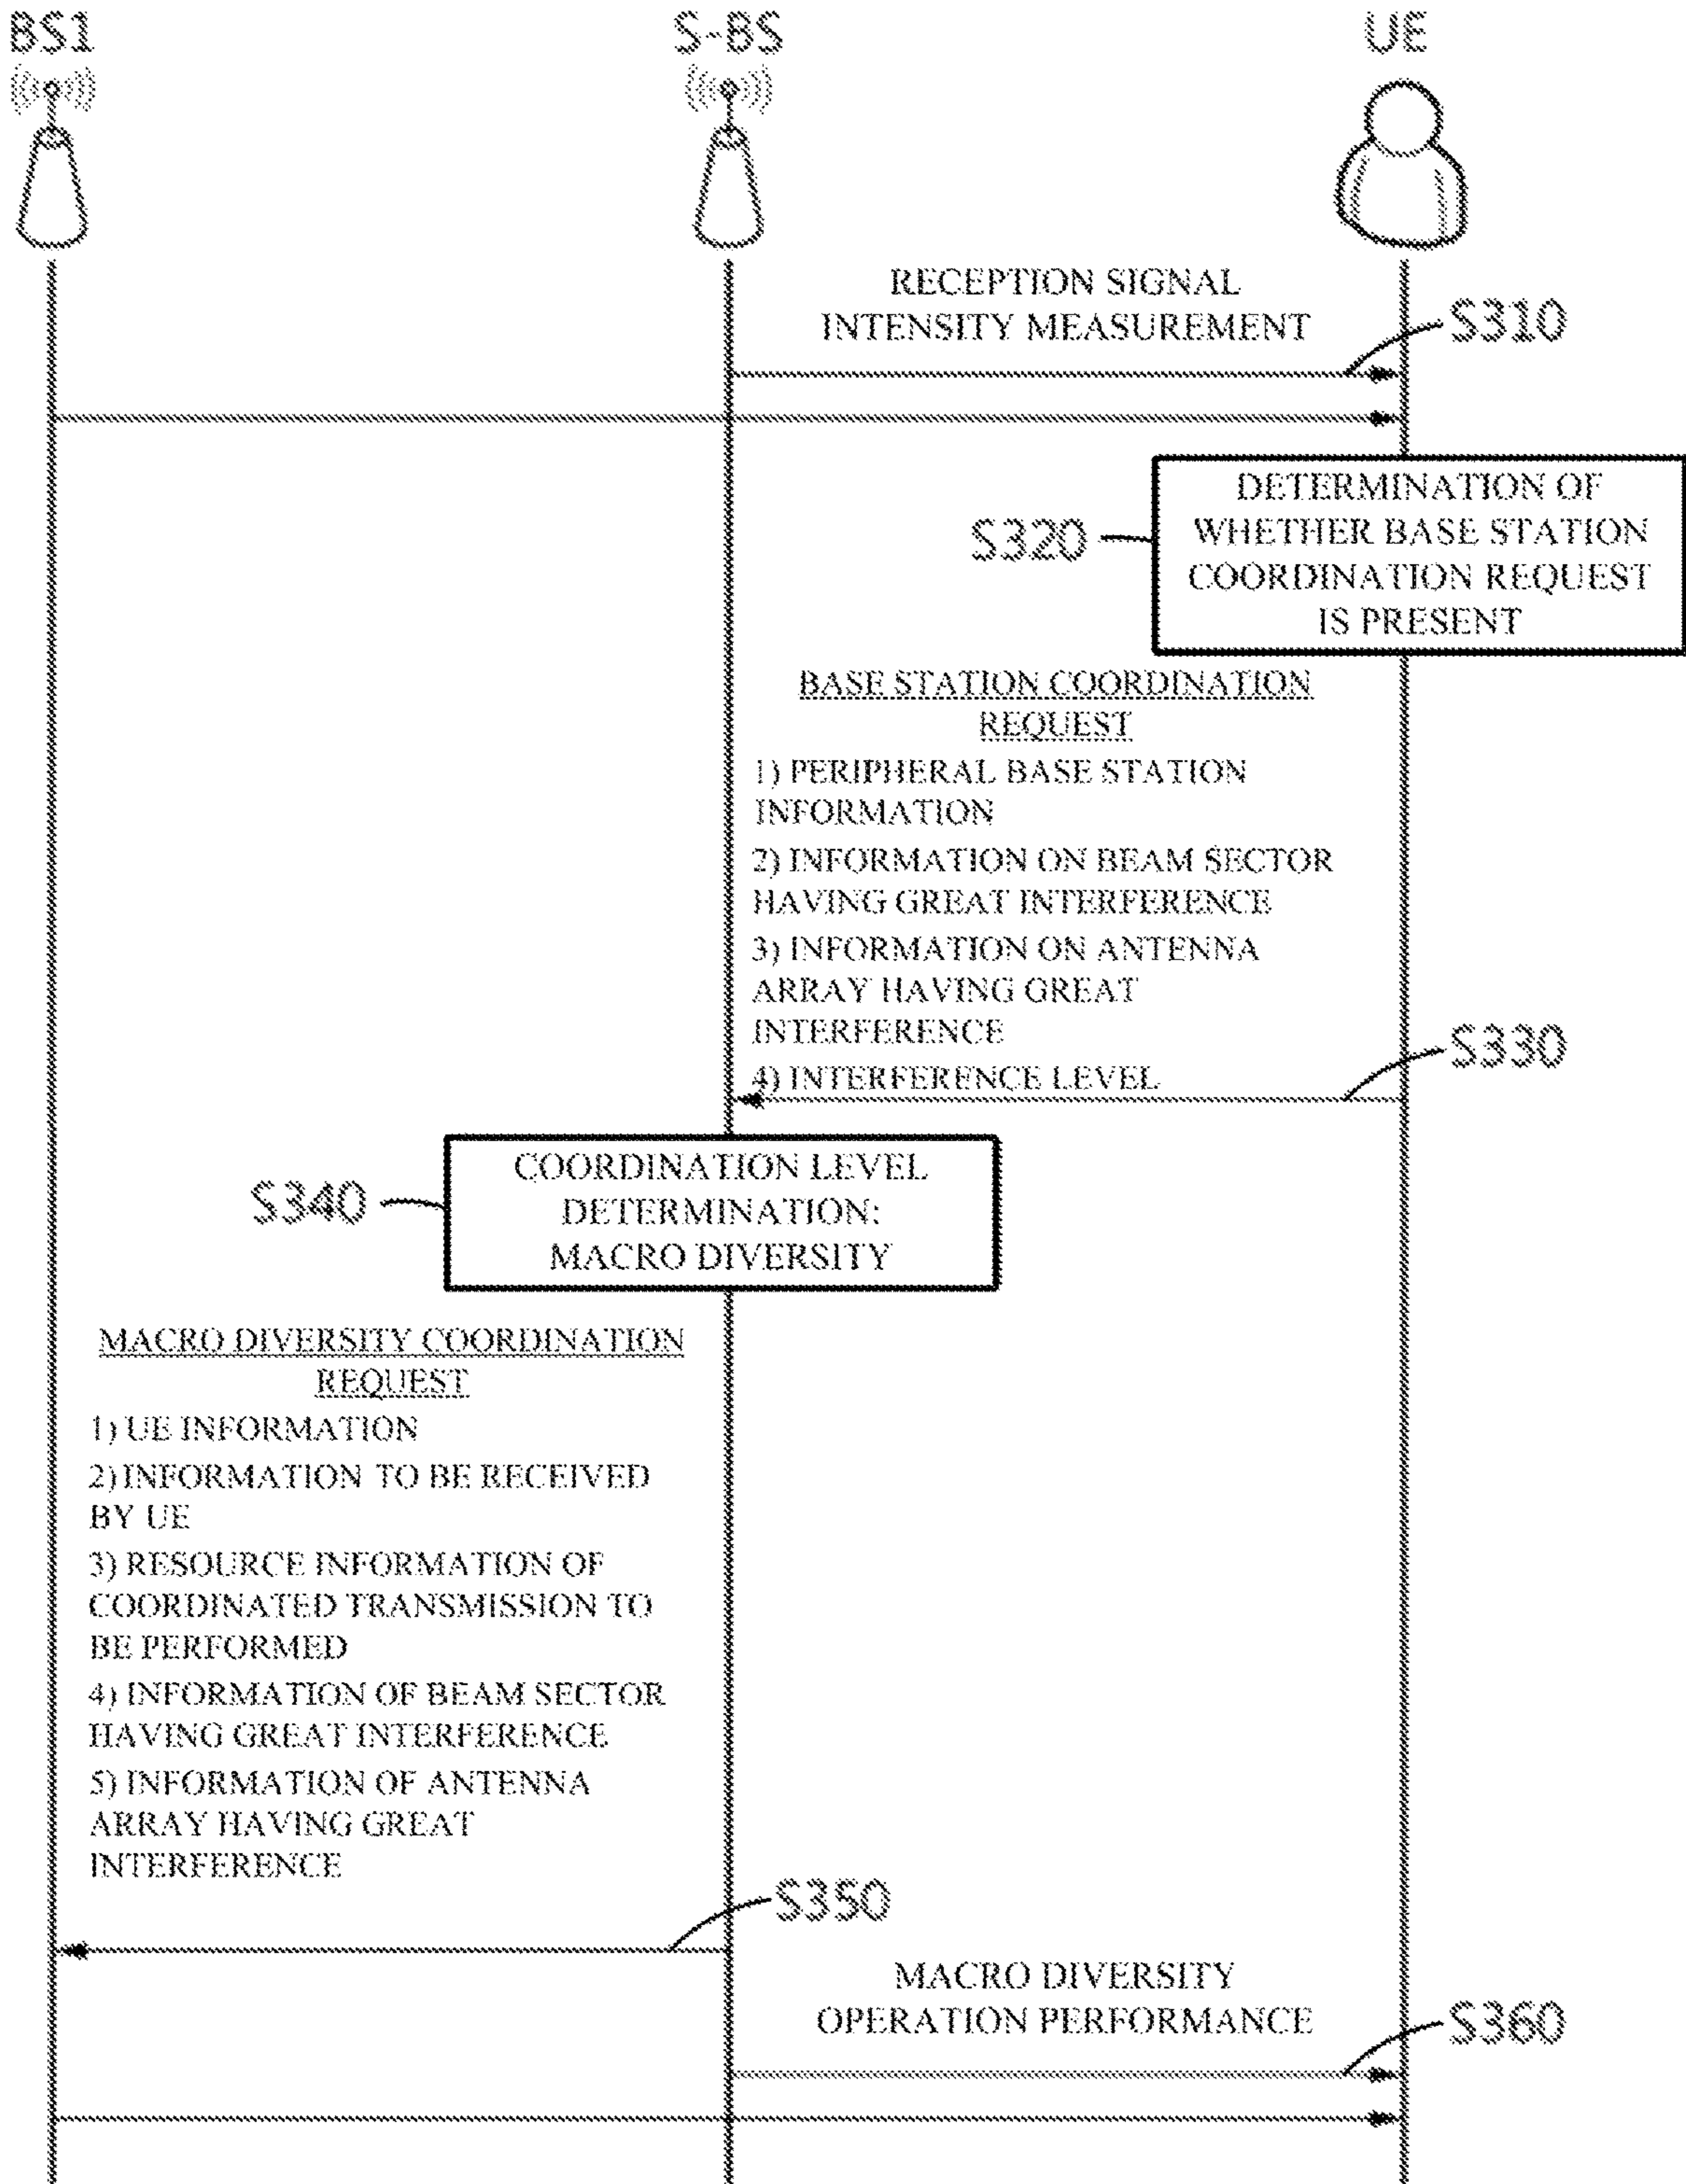 BS1
S-BS
UE
RECEPTION SIGNAL
INTENSITY MEASUREMENT
S310
DETERMINATION OF
WHETHER BASE STATION
COORDINATION REQUEST
IS PRESENT
S320
BASE STATION COORDINATION
REQUEST
1) PERIPHERAL BASE STATION
INFORMATION
2) INFORMATION ON BEAM SECTOR
HAVING GREAT INTERFERENCE
3) INFORMATION ON ANTENNA
ARRAY HAVING GREAT
INTERFERENCE
4) INTERFERENCE LEVEL
S330
COORDINATION LEVEL
DETERMINATION:
MACRO DIVERSITY
S340
MACRO DIVERSITY COORDINATION
REQUEST
1) UE INFORMATION
2) INFORMATION TO BE RECEIVED
BY UE
3) RESOURCE INFORMATION OF
COORDINATED TRANSMISSION TO
BE PERFORMED
4) INFORMATION OF BEAM SECTOR
HAVING GREAT INTERFERENCE
5) INFORMATION OF ANTENNA
ARRAY HAVING GREAT
INTERFERENCE
S350
MACRO DIVERSITY
OPERATION PERFORMANCE
S360